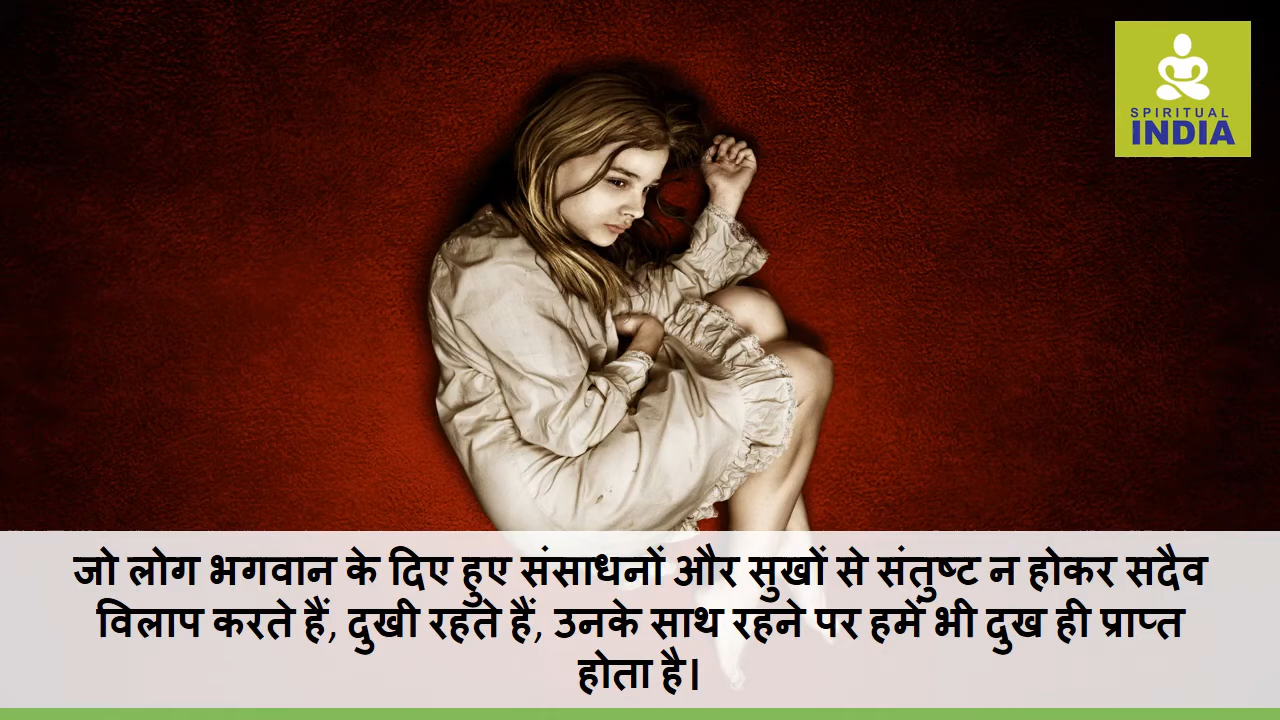 SPIRITUAL
INDIA
जो लोग भगवान के दिए हुए संसाधनों और सुखों से संतुष्ट न होकर सदैव
विलाप करते हैं, दुखी रहते हैं, उनके साथ रहने पर हमें भी दुख ही प्राप्त
होता है।